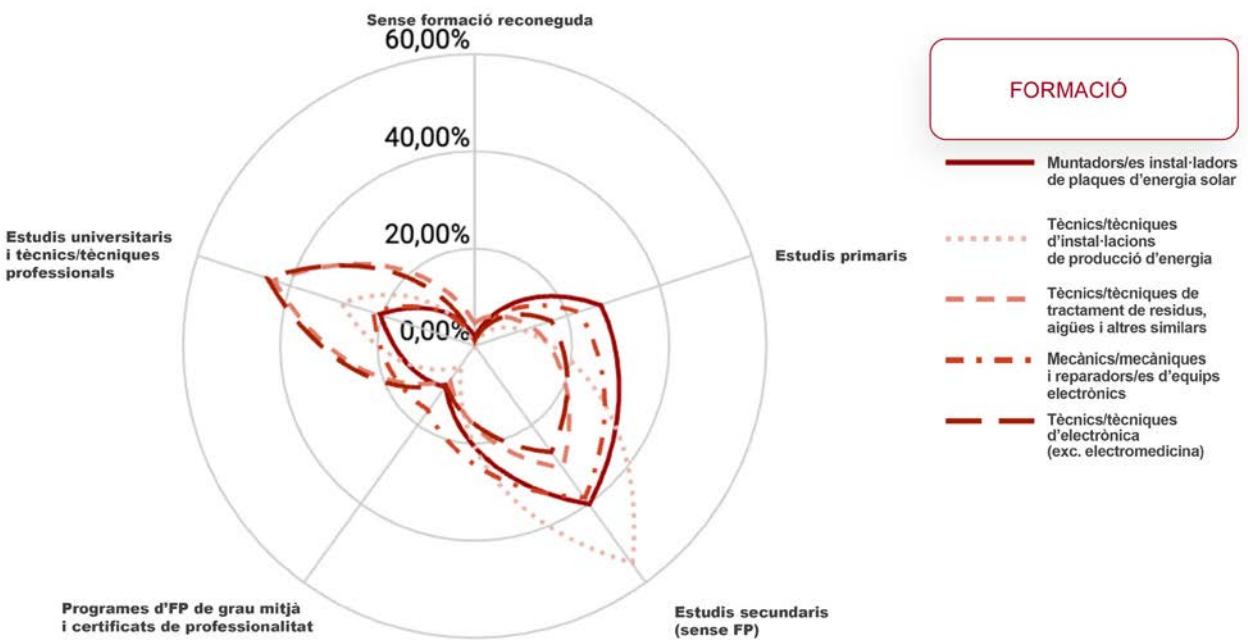 Sense formació reconeguda
60,00%
40,00%
20,00%
0,00%
Estudis primaris
Estudis secundaris
(sense FP)
Programes d'FP de grau mitjà
i certificats de professionalitat
Estudis universitaris
i tècnics/tècniques
professionals
FORMACIÓ
Muntadors/es instal·ladors
de plaques d'energia solar
Tècnics/tècniques
d'instal·lacions
de producció d'energia
Tècnics/tècniques de
tractament de residus,
aigües i altres similars
Mecànics/mecàniques
i reparadors/es d'equips
electrònics
Tècnics/tècniques
d'electrònica
(exc. electromedicina)